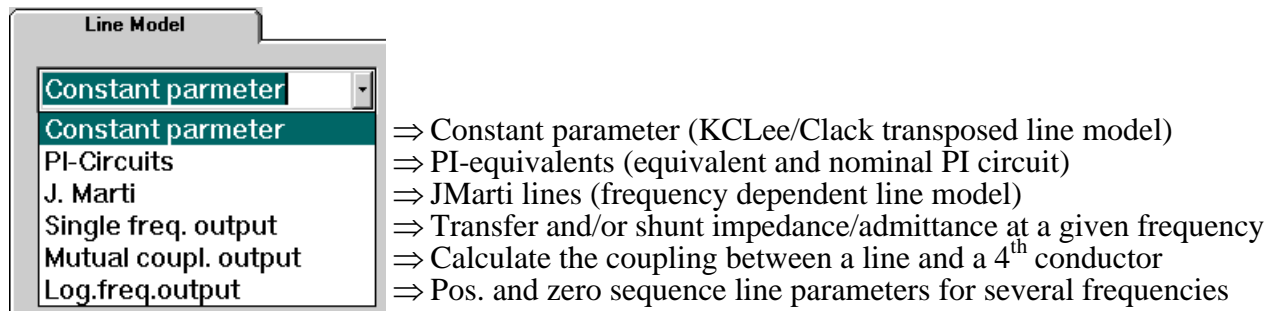 Line Model
Constant parmeter
Constant parmeter ⇒ Constant parameter (KCLee/Clack transposed line model)
PI-Circuits ⇒ PI-equivalents (equivalent and nominal PI circuit)
J. Marti ⇒ JMarti lines (frequency dependent line model)
Single freq. output ⇒ Transfer and/or shunt impedance/admittance at a given frequency
Mutual coupl. output ⇒ Calculate the coupling between a line and a 4th conductor
Log.freq.output ⇒ Pos. and zero sequence line parameters for several frequencies